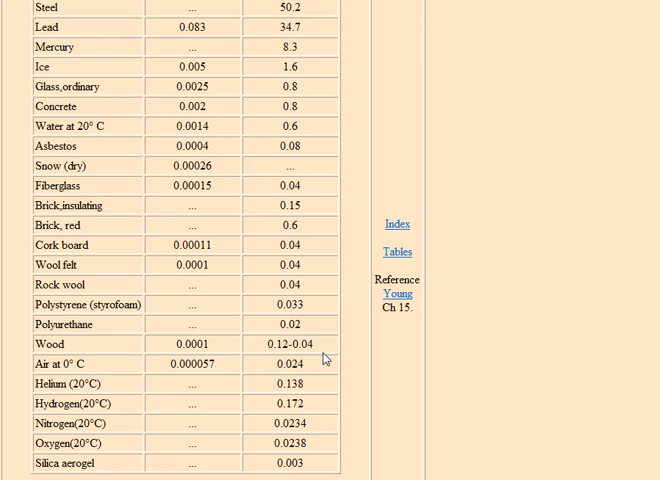 Steel ... 50.2
Lead 0.083 34.7
Mercury ... 8.3
Ice 0.005 1.6
Glass,ordinary 0.0025 0.8
Concrete 0.002 0.8
Water at 20° C 0.0014 0.6
Asbestos 0.0004 0.08
Snow (dry) 0.00026 ...
Fiberglass 0.00015 0.04
Brick,insulating ... 0.15
Brick, red ... 0.6
Cork board 0.00011 0.04
Wool felt 0.0001 0.04
Rock wool ... 0.04
Polystyrene (styrofoam) ... 0.033
Polyurethane ... 0.02
Wood 0.0001 0.12-0.04
Air at 0° C 0.000057 0.024
Helium (20°C) ... 0.138
Hydrogen(20°C) ... 0.172
Nitrogen(20°C) ... 0.0234
Oxygen(20°C) ... 0.0238
Silica aerogel ... 0.003
Index
Tables
Reference
Young
Ch 15.